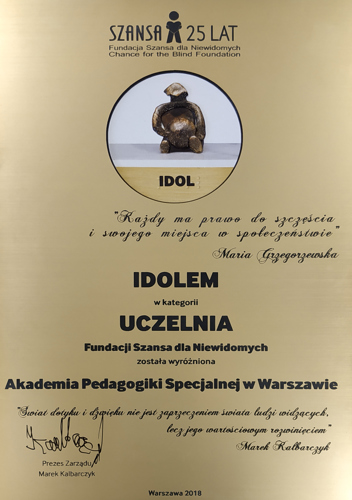 SZANSA 25 LAT
Fundacja Szansa dla Niewidomych
Chance for the Blind Foundation
IDOL
"Każdy ma prawo do szczęścia
i swojego miejsca w społeczeństwie"
Maria Grzegorzewska
IDOLEM
w kategorii
UCZELNIA
Fundacji Szansa dla Niewidomych
została wyróżniona
Akademia Pedagogiki Specjalnej w Warszawie
"Świat dotyku i dźwięku nie jest zaprzeczeniem świata ludzi widzących,
lecz jego wartościowym rozwinięciem"
Marek Kalbarczyk
Prezes Zarządu
Marek Kalbarczyk
Warszawa 2018